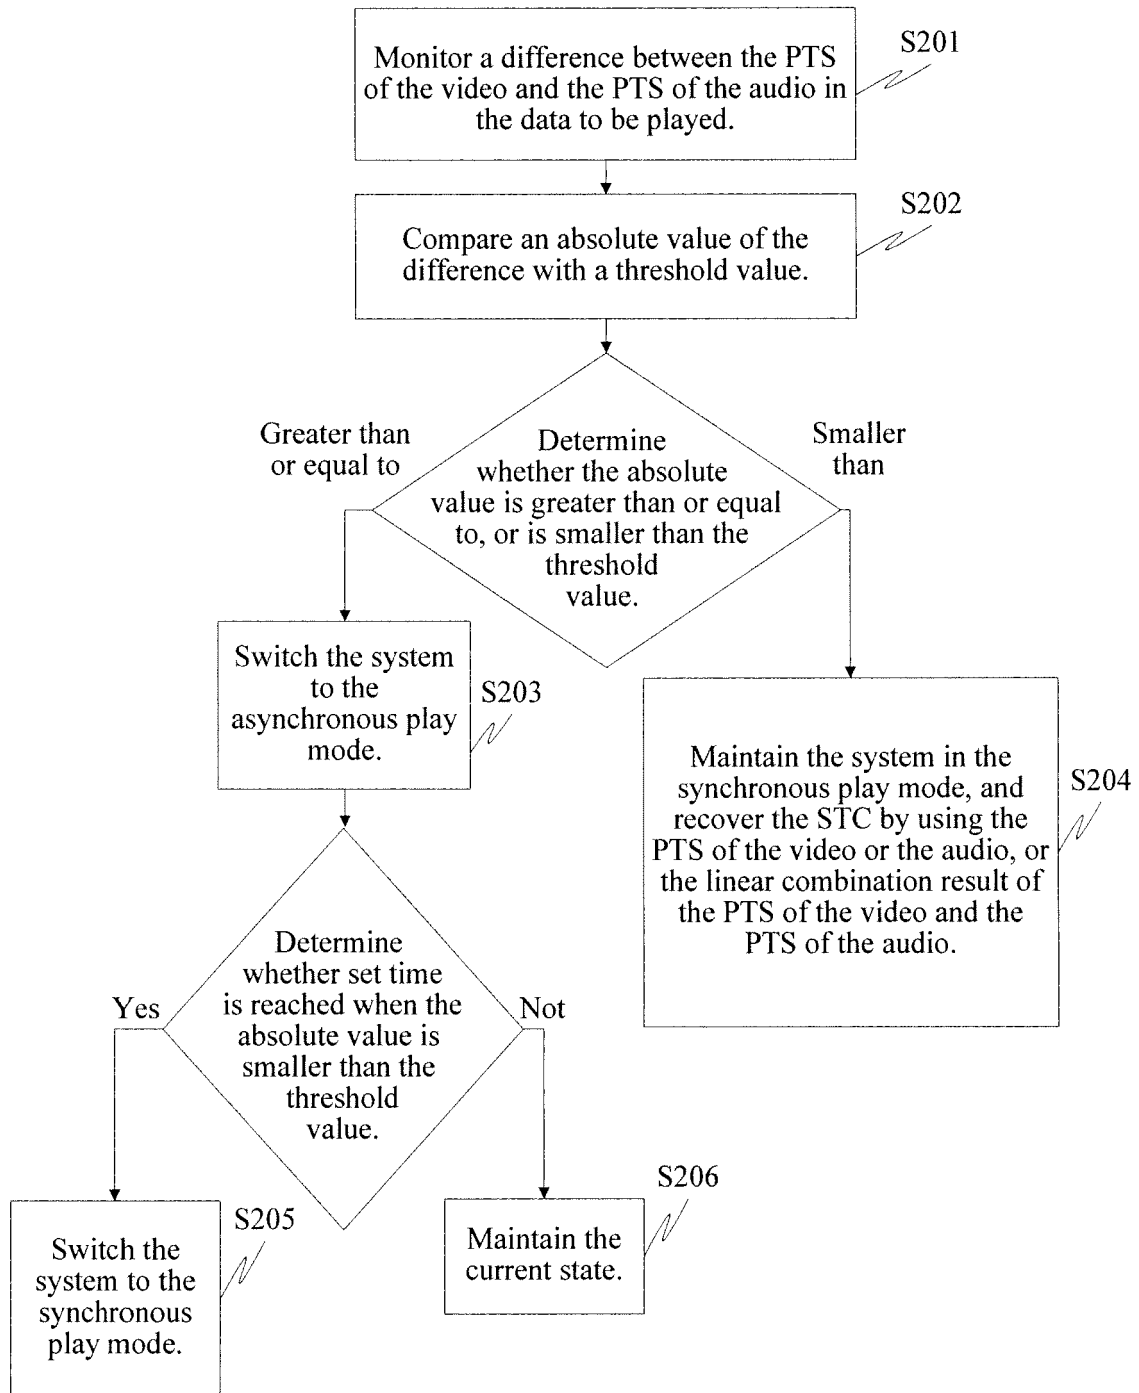 Monitor a difference between the PTS
of the video and the PTS of the audio in
the data to be played.
S201
Compare an absolute value of the
difference with a threshold value.
S202
Greater than
or equal to
Determine
whether the absolute
value is greater than or equal
to, or is smaller than the
threshold
value.
Smaller
than
Switch the system
to the
asynchronous play
mode.
S203
Maintain the system in the
synchronous play mode, and
recover the STC by using the
PTS of the video or the audio, or
the linear combination result of
the PTS of the video and the
PTS of the audio.
S204
Yes
Determine
whether set time
is reached when the
absolute value is
smaller than the
threshold
value.
Not
Switch the
system to the
synchronous
play mode.
S205
Maintain the
current state.
S206